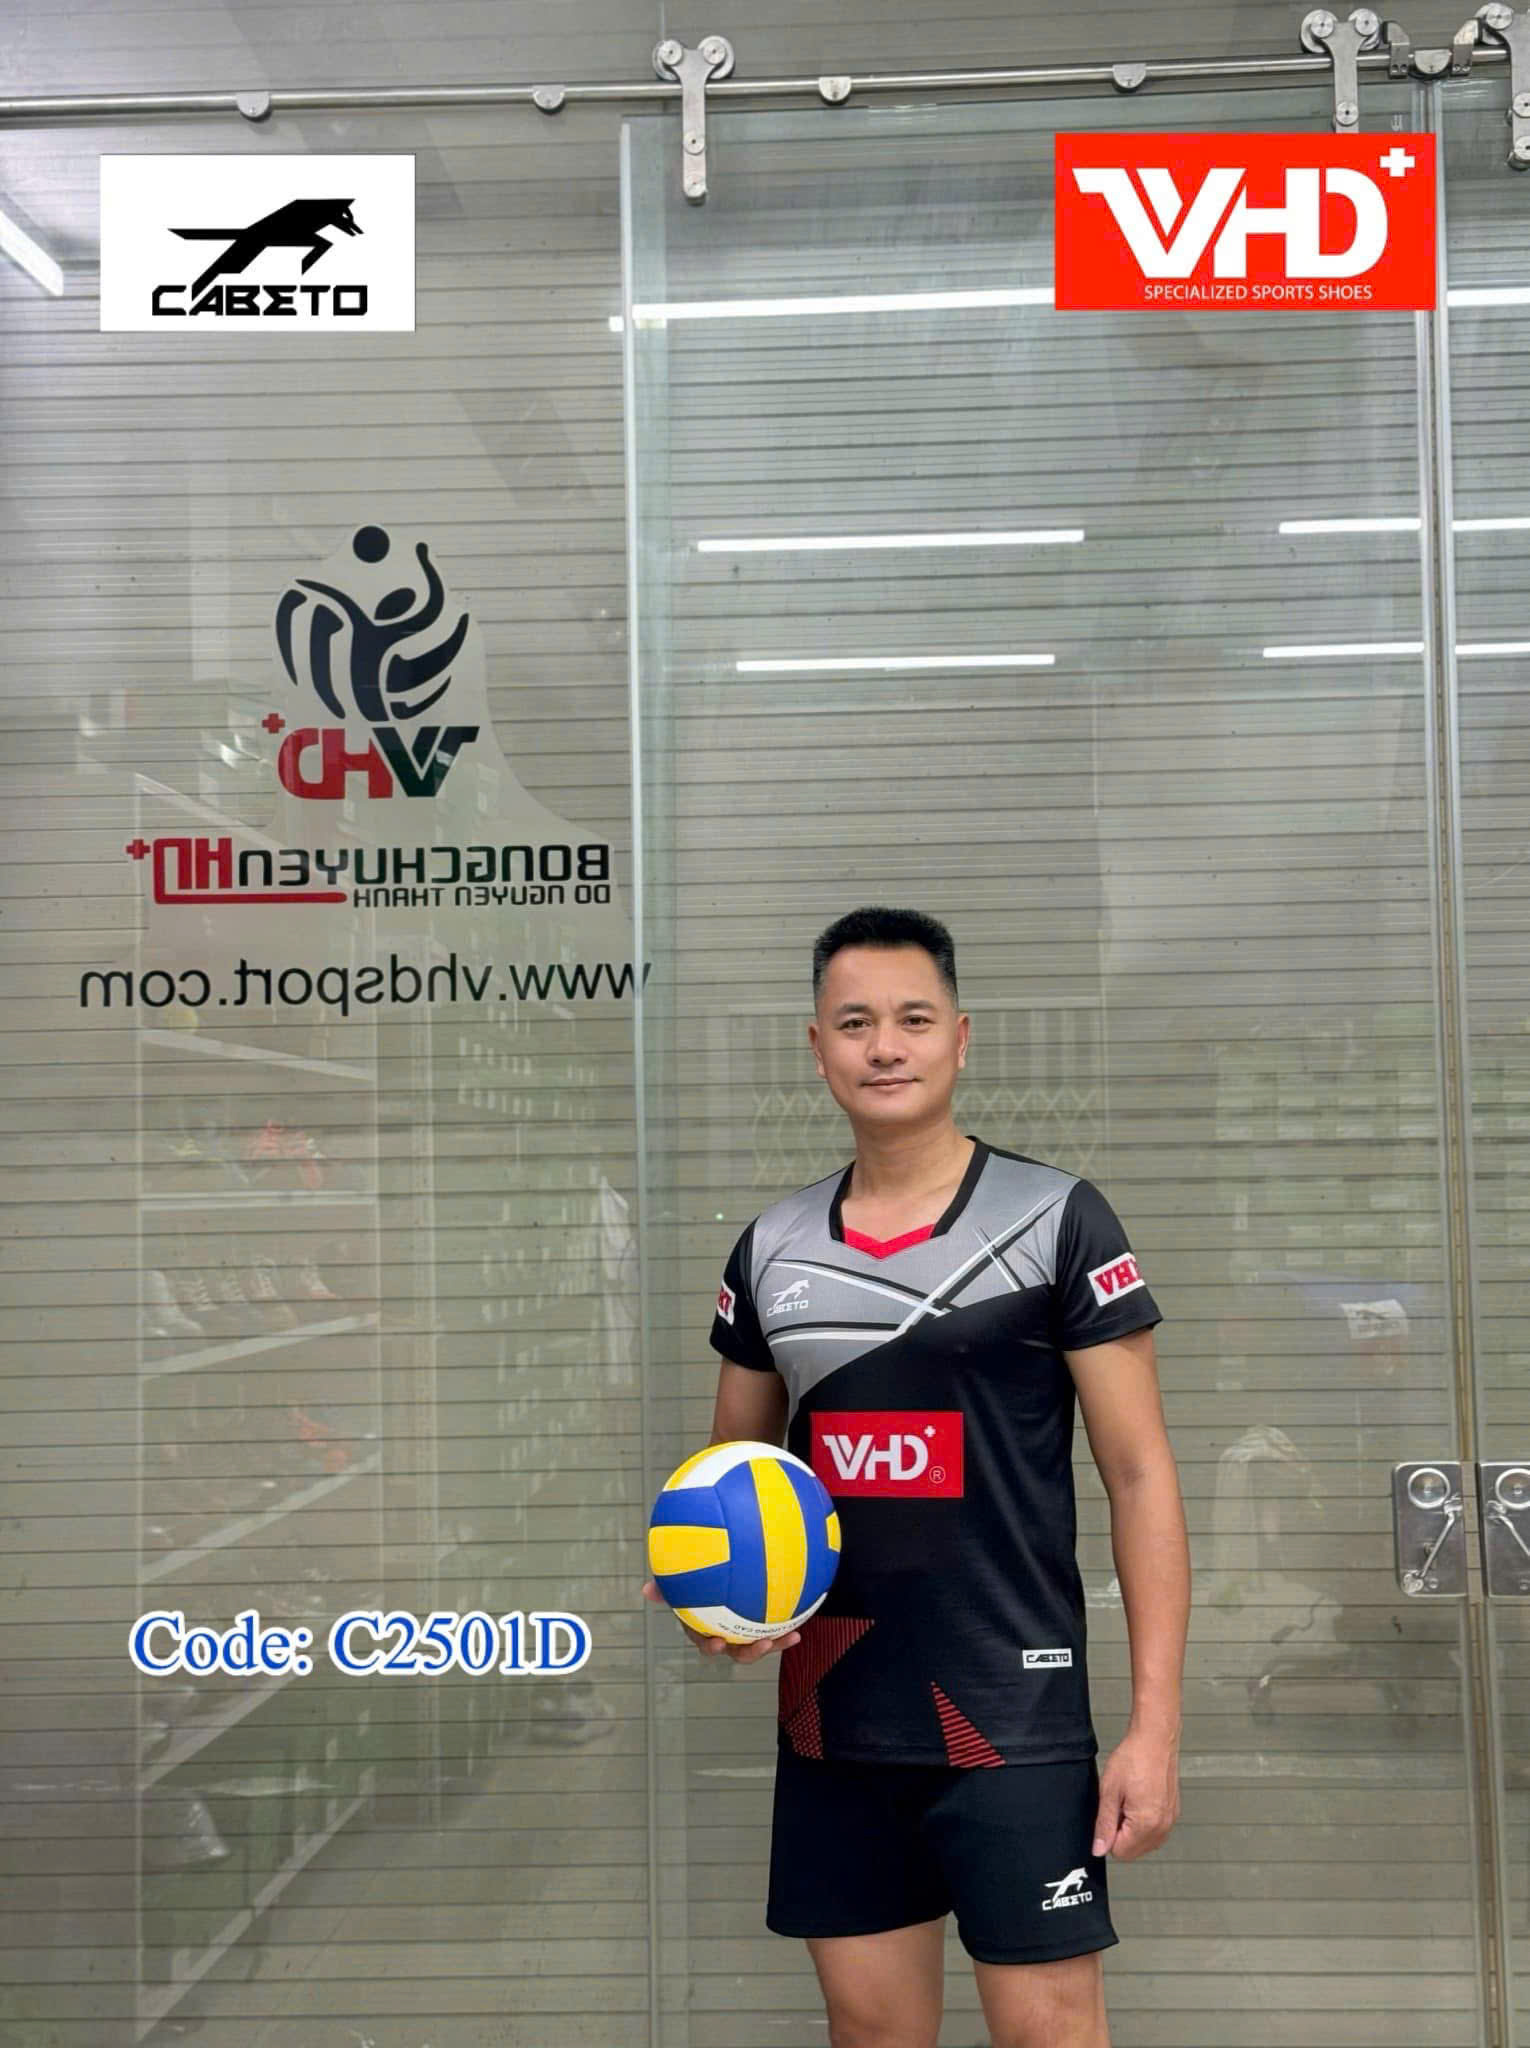 CABETO
VHD+
SPECIALIZED SPORTS SHOES
VHD+
BONGCHUYENHN+
DO NGUYEN THANH
www.vhdsport.com
CABETO
VHD+ ®
CABETO
CABETO
Code: C2501D